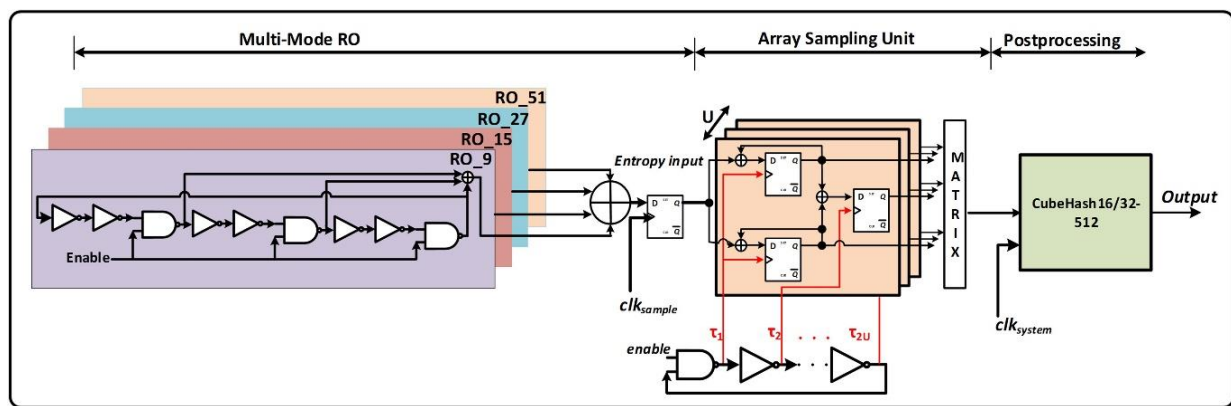 Multi-Mode RO
Array Sampling Unit
Postprocessing
RO_51
RO_27
RO_15
RO_9
Enable
Entropy input
clk_sample
U
D Q
Q
D Q
Q
D Q
Q
D Q
Q
τ1
τ2
. . .
τ2U
enable
M
A
T
R
I
X
CubeHash16/32-
512
clk_system
Output